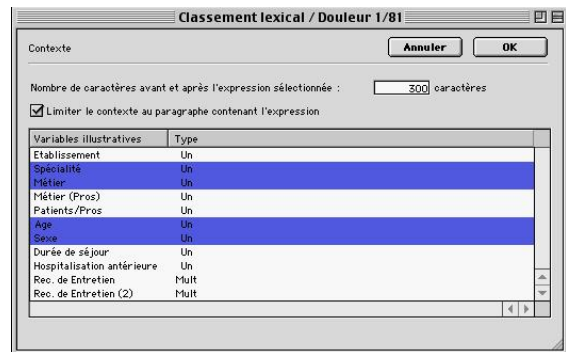 Classement lexical / Douleur 1/81
Contexte
Annuler
OK
Nombre de caractères avant et après l'expression sélectionnée : 300 caractères
Limiter le contexte au paragraphe contenant l'expression
Variables illustratives Type
Etablissement Un
Spécialité Un
Métier Un
Métier (Pros) Un
Patients/Pros Un
Age Un
Sexe Un
Durée de séjour Un
Hospitalisation antérieure Un
Rec. de Entretien Mult
Rec. de Entretien (2) Mult